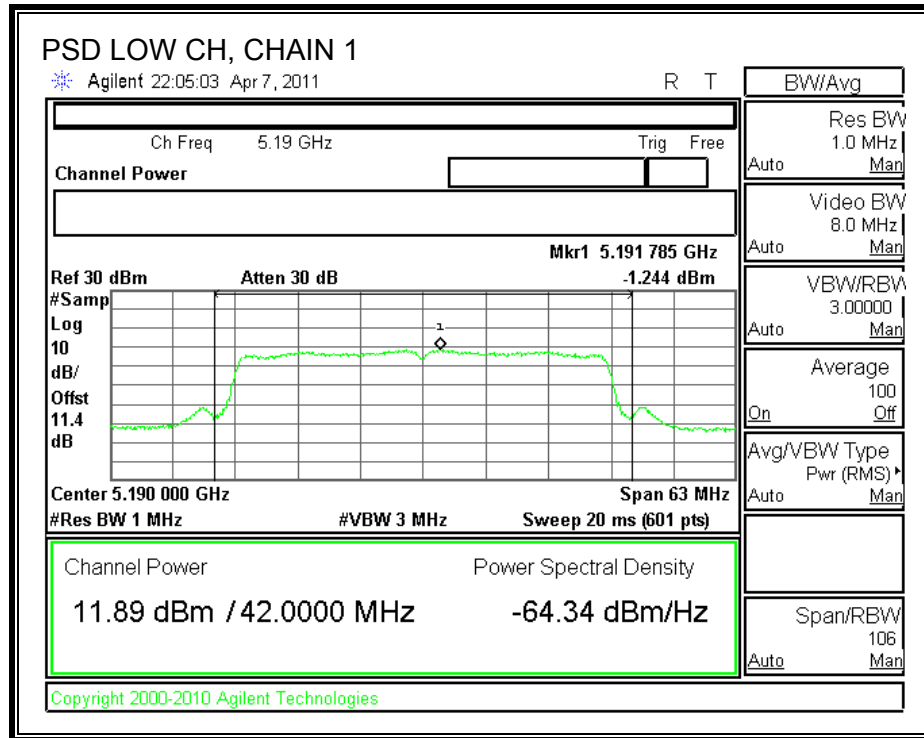 PSD LOW CH, CHAIN 1
Agilent 22:05:03 Apr 7, 2011 R T
Ch Freq 5.19 GHz Trig Free
Channel Power
Mkr1 5.191 785 GHz
Ref 30 dBm Atten 30 dB -1.244 dBm
#Samp
Log
10
dB/
Offst
11.4
dB
1
Center 5.190 000 GHz Span 63 MHz
#Res BW 1 MHz #VBW 3 MHz Sweep 20 ms (601 pts)
Channel Power Power Spectral Density
11.89 dBm / 42.0000 MHz -64.34 dBm/Hz
Copyright 2000-2010 Agilent Technologies
BW/Avg
Res BW
1.0 MHz
Auto Man
Video BW
8.0 MHz
Auto Man
VBW/RBW
3.00000
Auto Man
Average
100
On Off
Avg/VBW Type
Pwr (RMS)
Auto Man
Span/RBW
106
Auto Man